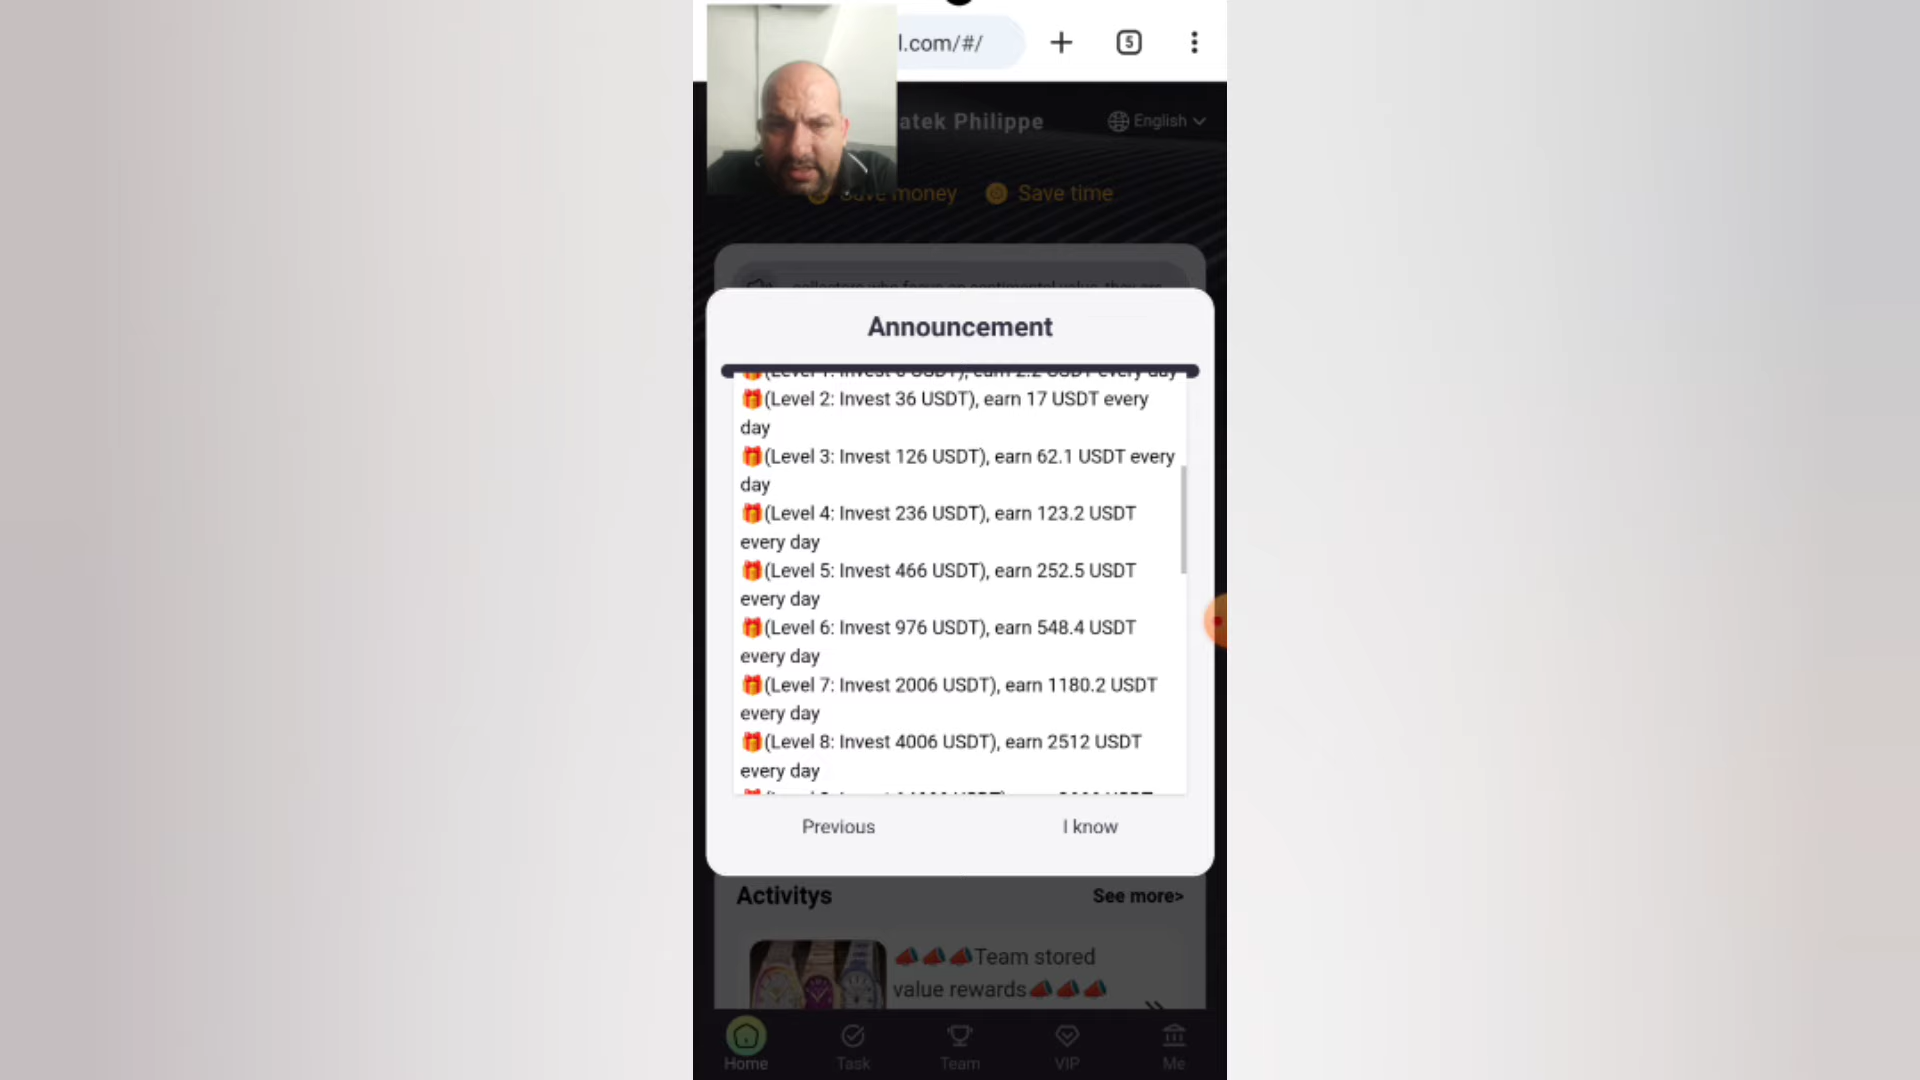 l.com/#/
5
atek Philippe
English
Save money
Save time
Announcement
(Level 2: Invest 36 USDT), earn 17 USDT every
day
(Level 3: Invest 126 USDT), earn 62.1 USDT every
day
(Level 4: Invest 236 USDT), earn 123.2 USDT
every day
(Level 5: Invest 466 USDT), earn 252.5 USDT
every day
(Level 6: Invest 976 USDT), earn 548.4 USDT
every day
(Level 7: Invest 2006 USDT), earn 1180.2 USDT
every day
(Level 8: Invest 4006 USDT), earn 2512 USDT
every day
Previous
I know
Activitys
See more>
Team stored
value rewards
Home
Task
Team
VIP
Me